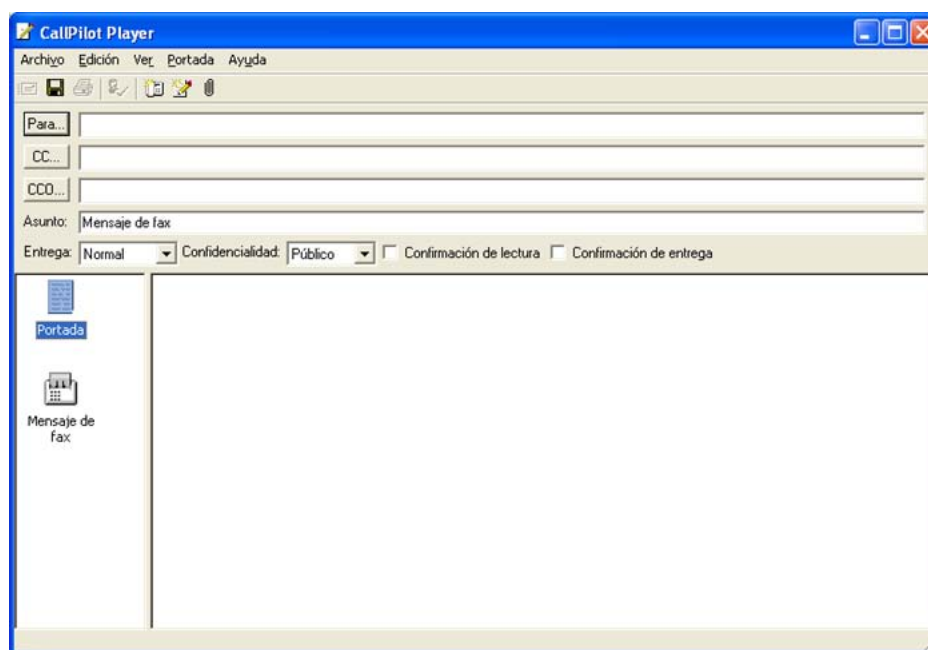 CallPilot Player
Archivo Edición Ver Portada Ayuda
Para...
CC...
CCO...
Asunto: Mensaje de fax
Entrega: Normal Confidencialidad: Público Confirmación de lectura Confirmación de entrega
Portada
Mensaje de
fax